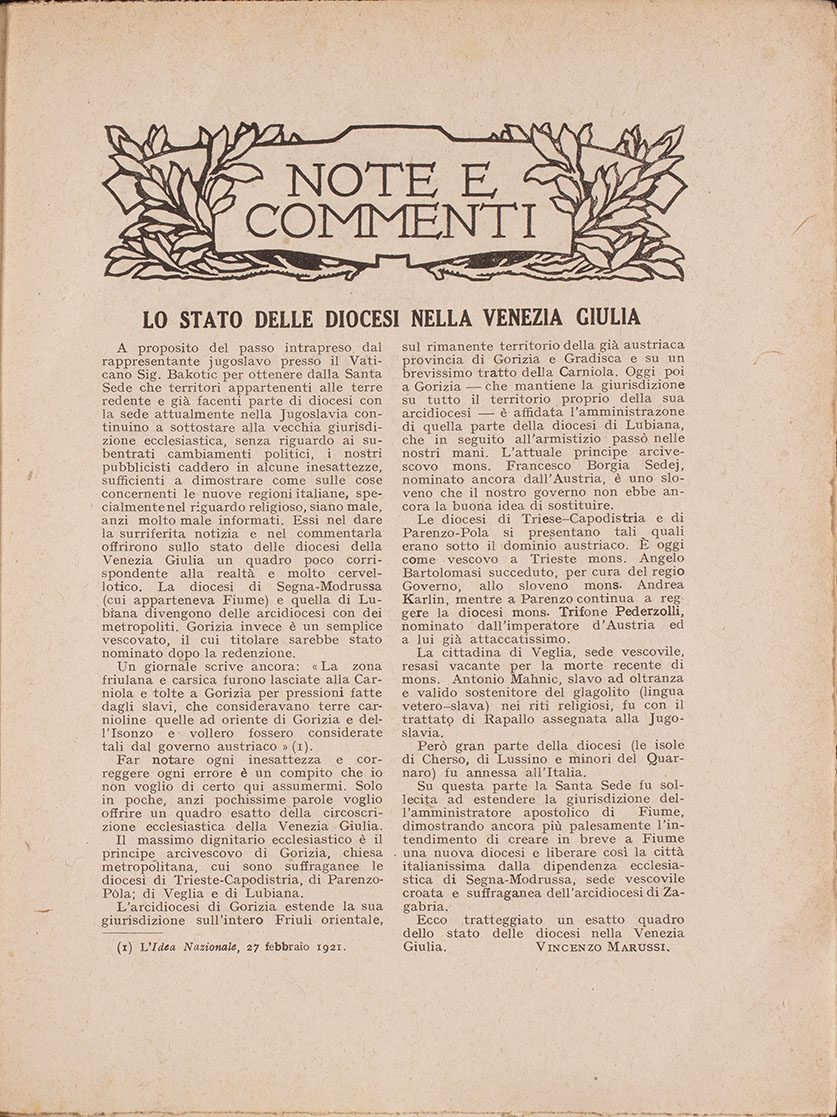 NOTE E
COMMENTI
LO STATO DELLE DIOCESI NELLA VENEZIA GIULIA
A proposito del passo intrapreso dal
rappresentante jugoslavo presso il Vati-
cano Sig. Bakotic per ottenere dalla Santa
Sede che territori appartenenti alle terre
redente e già facenti parte di diocesi con
la sede attualmente nella Jugoslavia con-
tinuino a sottostare alla vecchia giurisdi-
zione ecclesiastica, senza riguardo ai su-
bentrati cambiamenti politici, i nostri
pubblicisti caddero in alcune inesattezze,
sufficienti a dimostrare come sulle cose
concernenti le nuove regioni italiane, spe-
cialmente nel riguardo religioso, siano male,
anzi molto male informati. Essi nel dare
la surriferita notizia e nel commentarla
offrirono sullo stato delle diocesi della
Venezia Giulia un quadro poco corri-
spondente alla realtà e molto cervel-
lotico. La diocesi di Segna-Modrussa
(cui apparteneva Fiume) e quella di Lu-
biana divengono delle arcidiocesi con dei
metropoliti. Gorizia invece è un semplice
vescovato, il cui titolare sarebbe stato
nominato dopo la redenzione.
Un giornale scrive ancora: « La zona
friulana e carsica furono lasciate alla Car-
niola e tolte a Gorizia per pressioni fatte
dagli slavi, che consideravano terre car-
nioline quelle ad oriente di Gorizia e del-
l'Isonzo e vollero fossero considerate
tali dal governo austriaco » (1).
Far notare ogni inesattezza e cor-
reggere ogni errore è un compito che io
non voglio di certo qui assumermi. Solo
in poche, anzi pochissime parole voglio
offrire un quadro esatto della circoscri-
zione ecclesiastica della Venezia Giulia.
Il massimo dignitario ecclesiastico è il
principe arcivescovo di Gorizia, chiesa
metropolitana, cui sono suffraganee le
diocesi di Trieste-Capodistria, di Parenzo-
Pôla; di Veglia e di Lubiana.
L'arcidiocesi di Gorizia estende la sua
giurisdizione sull'intero Friuli orientale,
(1) L'Idea Nazionale, 27 febbraio 1921.
sul rimanente territorio della già austriaca
provincia di Gorizia e Gradisca e su un
brevissimo tratto della Carniola. Oggi poi
a Gorizia — che mantiene la giurisdizione
su tutto il territorio proprio della sua
arcidiocesi — è affidata l'amministrazone
di quella parte della diocesi di Lubiana,
che in seguito all'armistizio passò nelle
nostri mani. L'attuale principe arcive-
scovo mons. Francesco Borgia Sedej,
nominato ancora dall'Austria, è uno slo-
veno che il nostro governo non ebbe an-
cora la buona idea di sostituire.
Le diocesi di Triese-Capodistria e di
Parenzo-Pola si presentano tali quali
erano sotto il dominio austriaco. È oggi
come vescovo a Trieste mons. Angelo
Bartolomasi succeduto, per cura del regio
Governo, allo sloveno mons. Andrea
Karlin, mentre a Parenzo continua a reg
gere la diocesi mons. Trifone Pederzolli,
nominato dall'imperatore d'Austria ed
a lui già attaccatissimo.
La cittadina di Veglia, sede vescovile,
resasi vacante per la morte recente di
mons. Antonio Mahnic, slavo ad oltranza
e valido sostenitore del glagolito (lingua
vetero-slava) nei riti religiosi, fu con il
trattato di Rapallo assegnata alla Jugo-
slavia.
Però gran parte della diocesi (le isole
di Cherso, di Lussino e minori del Quar-
naro) fu annessa all'Italia.
Su questa parte la Santa Sede fu sol-
lecita ad estendere la giurisdizione del-
l'amministratore apostolico di Fiume,
dimostrando ancora più palesamente l'in-
tendimento di creare in breve a Fiume
una nuova diocesi e liberare così la città
italianissima dalla dipendenza ecclesia-
stica di Segna-Modrussa, sede vescovile
croata e suffraganea dell'arcidiocesi di Za-
gabria.
Ecco tratteggiato un esatto quadro
dello stato delle diocesi nella Venezia
Giulia. VINCENZO MARUSSI.